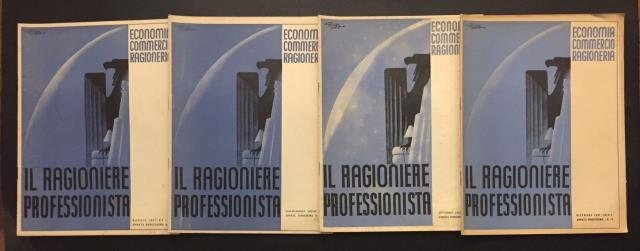 ECONOMIA
COMMERCIO
RAGIONERIA
IL RAGIONIERE
PROFESSIONISTA
ECONOMIA
COMMERCIO
RAGIONERIA
IL RAGIONIERE
PROFESSIONISTA
ECONOMIA
COMMERCIO
RAGIONERIA
IL RAGIONIERE
PROFESSIONISTA
ECONOMIA
COMMERCIO
RAGIONERIA
IL RAGIONIERE
PROFESSIONISTA
DICEMBRE